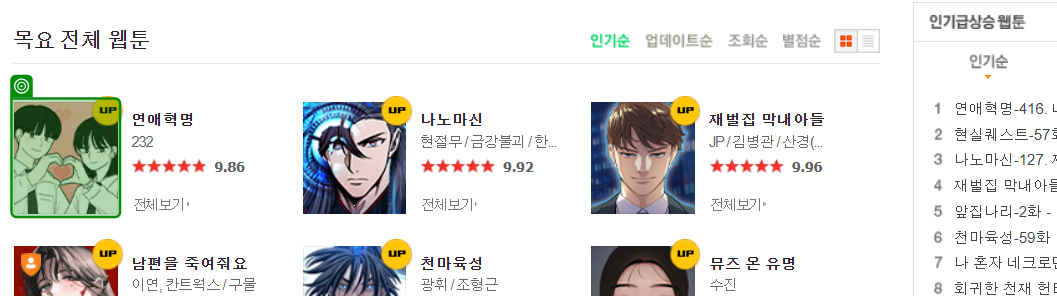 목요 전체 웹툰
인기순 업데이트순 조회순 별점순
UP
연애혁명
232
9.86
전체보기
UP
나노마신
현절무 / 금강불괴 / 한...
9.92
전체보기
UP
재벌집 막내아들
JP / 김병관 / 산경(...
9.96
전체보기
UP
남편을 죽여줘요
이연, 칸트웍스 / 구물
UP
천마육성
광휘 / 조형근
UP
뮤즈 온 유명
수진
인기급상승 웹툰
인기순
1 연애혁명-416.
2 현실퀘스트-57화
3 나노마신-127.
4 재벌집 막내아들
5 앞집나리-2화 -
6 천마육성-59화
7 나 혼자 네크로맨
8 회귀한 천재 헌터